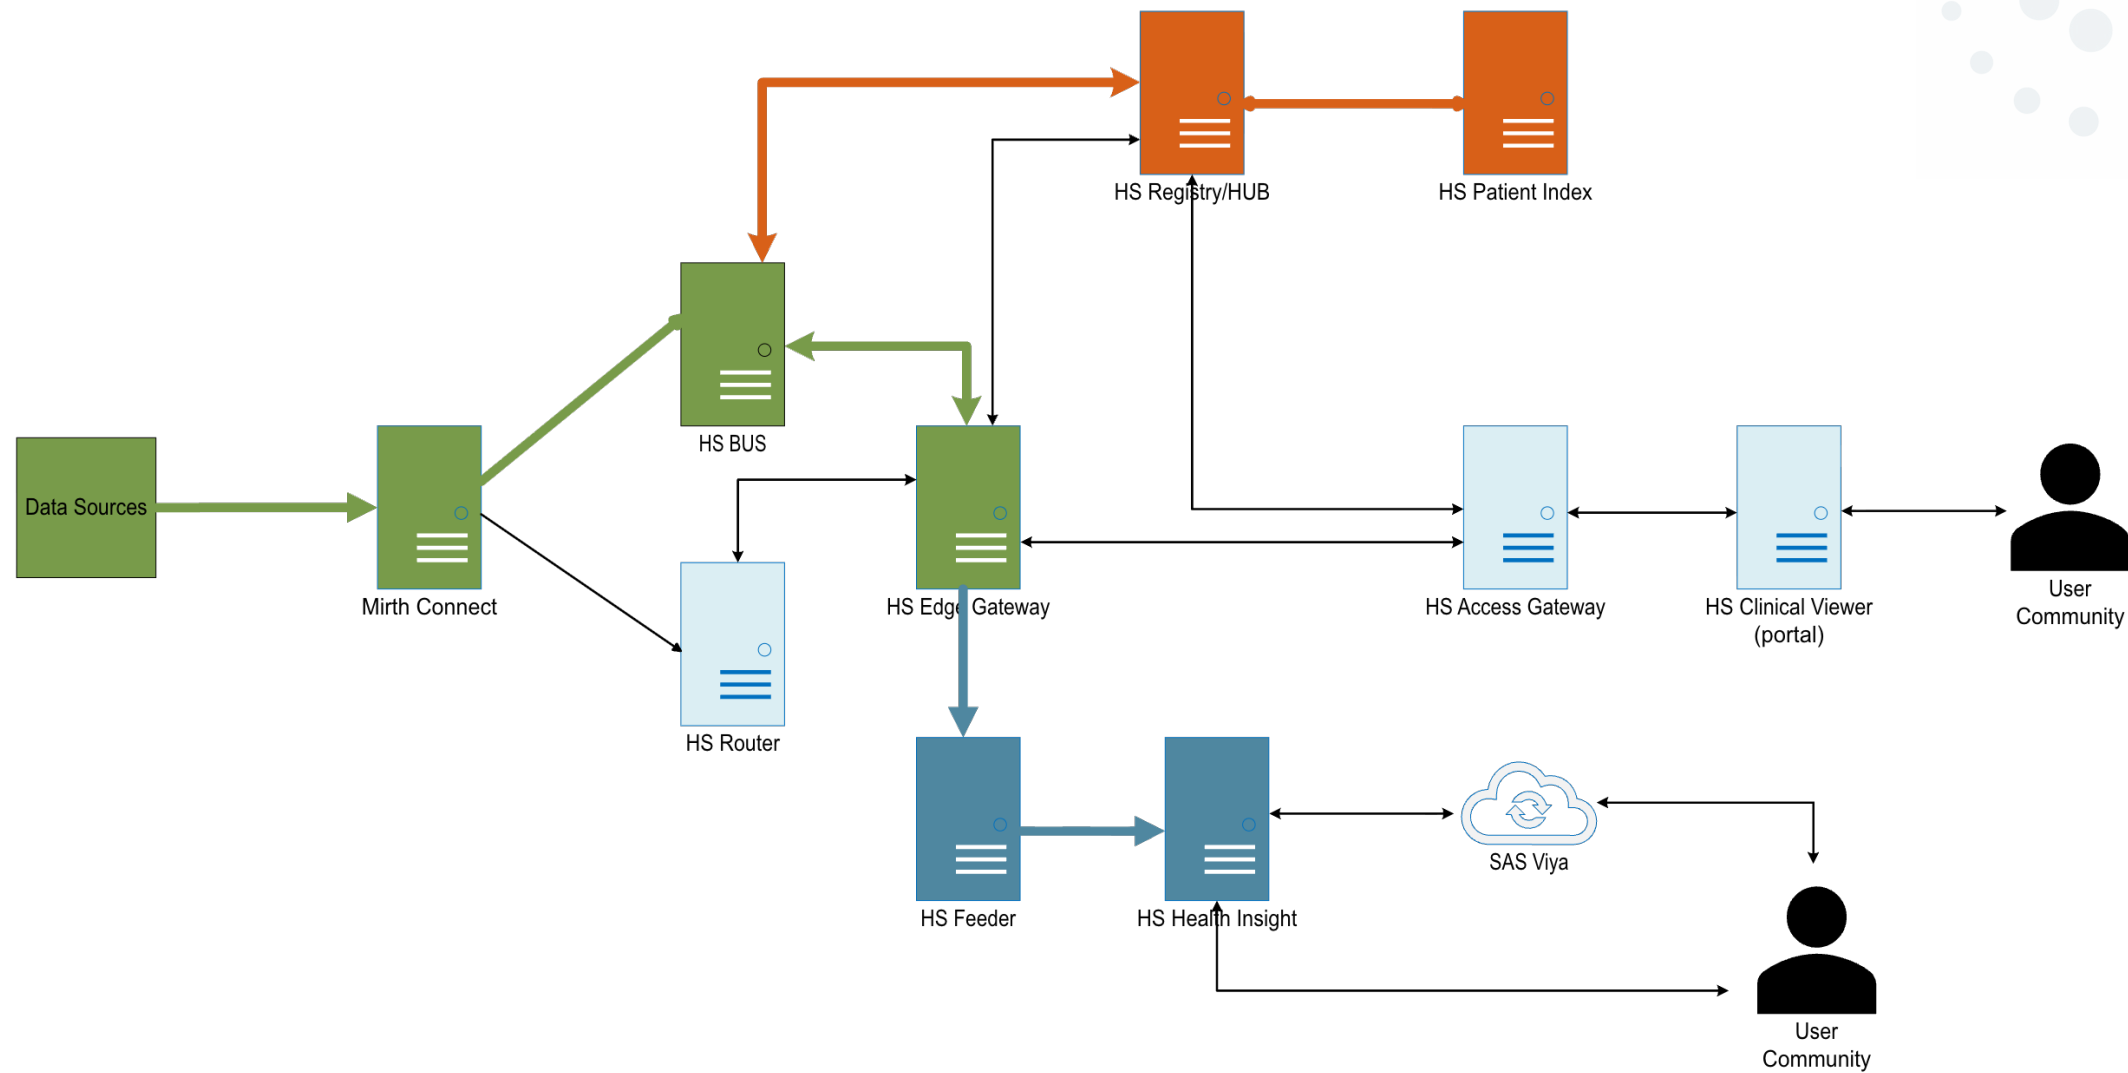 HS Registry/HUB
HS Patient Index
HS BUS
Data Sources
Mirth Connect
HS Edge Gateway
HS Access Gateway
HS Clinical Viewer
(portal)
User
Community
HS Router
SAS Viya
HS Feeder
HS Health Insight
User
Community